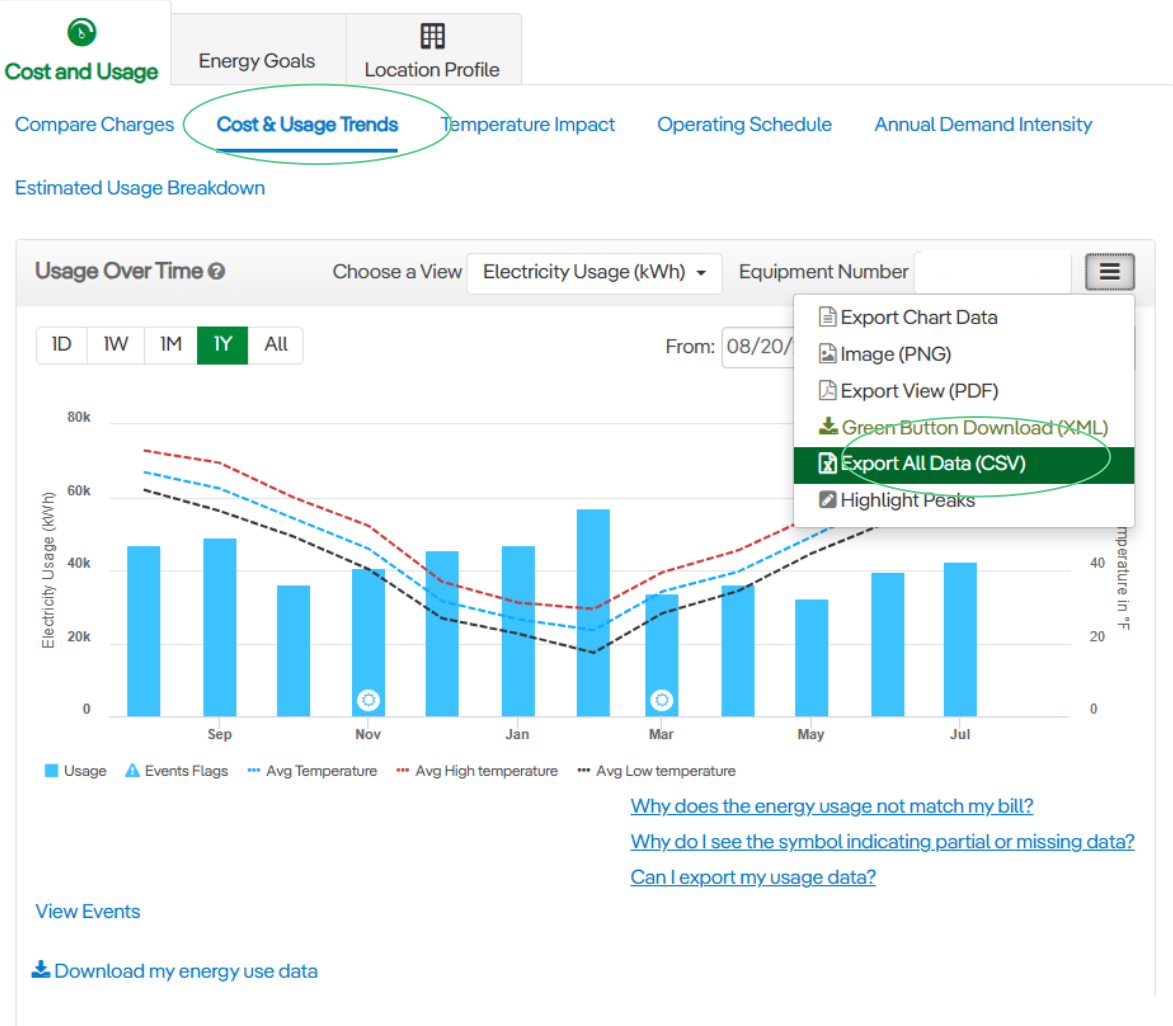 Cost and Usage
Energy Goals
Location Profile
Compare Charges
Cost & Usage Trends
Temperature Impact
Operating Schedule
Annual Demand Intensity
Estimated Usage Breakdown
Usage Over Time
Choose a View
Electricity Usage (kWh)
Equipment Number
Export Chart Data
Image (PNG)
Export View (PDF)
Green Button Download (XML)
Export All Data (CSV)
Highlight Peaks
1D
1W
1M
1Y
All
From:
08/20/
80k
60k
40k
20k
0
Electricity Usage (kWh)
40
20
0
mperature in °F
Sep
Nov
Jan
Mar
May
Jul
Usage
Events Flags
Avg Temperature
Avg High temperature
Avg Low temperature
Why does the energy usage not match my bill?
Why do I see the symbol indicating partial or missing data?
Can I export my usage data?
View Events
Download my energy use data